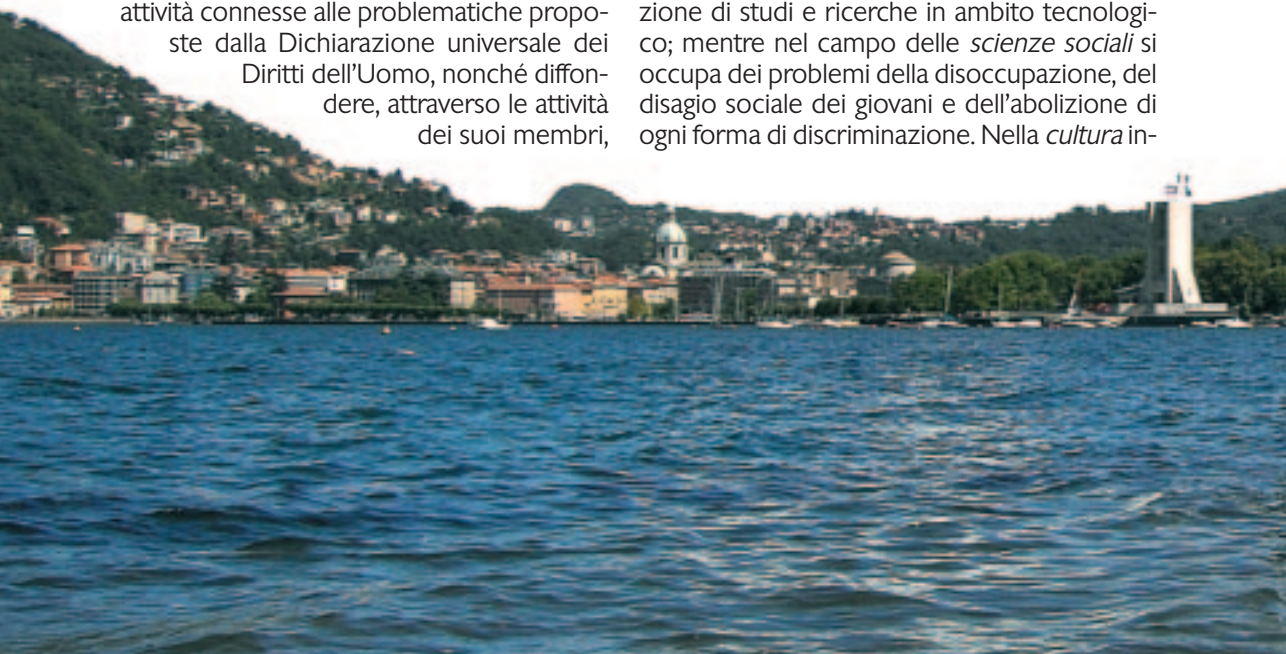 attività connesse alle problematiche propo-
ste dalla Dichiarazione universale dei
Diritti dell'Uomo, nonché diffon-
dere, attraverso le attività
dei suoi membri,
zione di studi e ricerche in ambito tecnologi-
co; mentre nel campo delle scienze sociali si
occupa dei problemi della disoccupazione, del
disagio sociale dei giovani e dell'abolizione di
ogni forma di discriminazione. Nella cultura in-